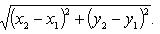 √((x₂ − x₁)² + (y₂ − y₁)²).